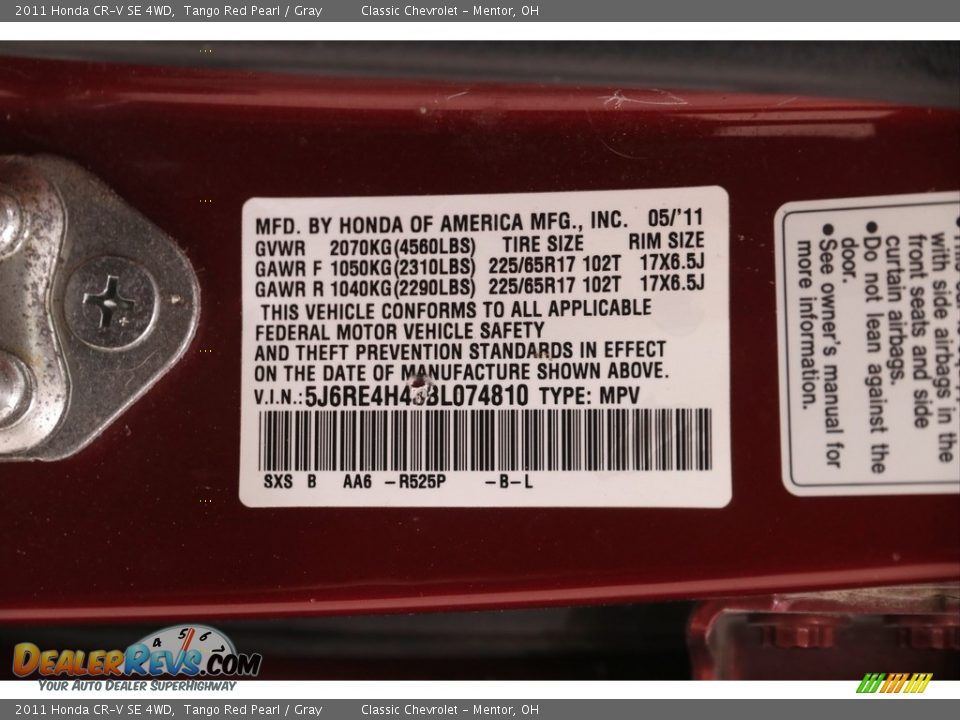 2011 Honda CR-V SE 4WD, Tango Red Pearl / Gray Classic Chevrolet - Mentor, OH
MFD. BY HONDA OF AMERICA MFG., INC. 05/'11
GVWR 2070KG(4560LBS) TIRE SIZE RIM SIZE
GAWR F 1050KG(2310LBS) 225/65R17 102T 17X6.5J
GAWR R 1040KG(2290LBS) 225/65R17 102T 17X6.5J
THIS VEHICLE CONFORMS TO ALL APPLICABLE
FEDERAL MOTOR VEHICLE SAFETY
AND THEFT PREVENTION STANDARDS IN EFFECT
ON THE DATE OF MANUFACTURE SHOWN ABOVE.
V.I.N.: TYPE: MPV
SXS B AA6 -R525P -B-L
with side airbags in the
front seats and side
curtain airbags.
●Do not lean against the
door.
●See owner's manual for
more information.
4 5 6
DEALERREVS.COM
YOUR AUTO DEALER SUPERHIGHWAY
2011 Honda CR-V SE 4WD, Tango Red Pearl / Gray Classic Chevrolet - Mentor, OH